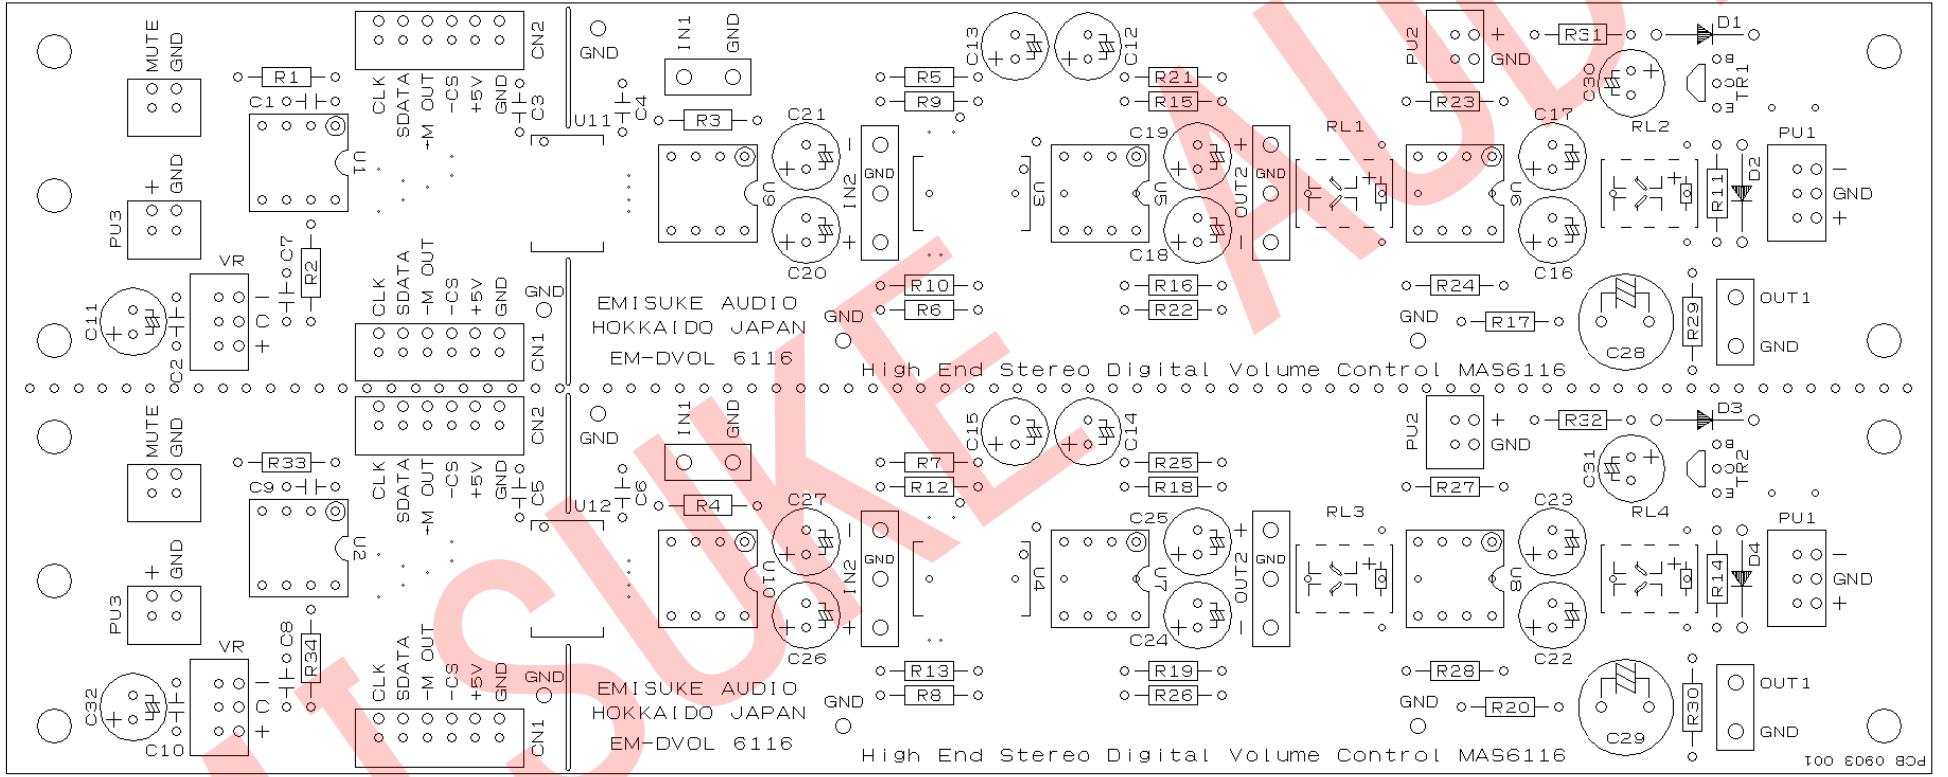 MUTE
GND
PU3
+
GND
R1
C1
U1
C7
R2
VR
C11
C2
- C +
CN2
CLK
SDATA
-M OUT
-CS
+5V
GND
C3
GND
C4
U11
IN1
GND
R3
C21
U9
C20
IN2
-
GND
+
CLK
SDATA
-M OUT
-CS
+5V
GND
CN1
GND
EMISUKE AUDIO
HOKKAIDO JAPAN
EM-DVOL 6116
GND
C13
C12
R5
R9
U3
R10
R6
R21
R15
C19
U5
C18
R16
R22
OUT2
+
GND
-
RL1
PU2
+
GND
R23
U6
C17
C16
R24
GND
R17
R31
D1
C30
B
C
E
TR1
RL2
R11
D2
PU1
-
GND
+
C28
R29
OUT1
GND
High End Stereo Digital Volume Control MAS6116
MUTE
GND
PU3
+
GND
R33
C9
U2
C8
R34
VR
C32
C10
- C +
CN2
CLK
SDATA
-M OUT
-CS
+5V
GND
C5
GND
C6
U12
IN1
GND
R4
C27
U10
C26
IN2
-
GND
+
CLK
SDATA
-M OUT
-CS
+5V
GND
CN1
GND
EMISUKE AUDIO
HOKKAIDO JAPAN
EM-DVOL 6116
GND
C15
C14
R7
R12
U4
R13
R8
R25
R18
C25
U7
C24
R19
R26
OUT2
+
GND
-
RL3
PU2
+
GND
R27
U8
C23
C22
R28
GND
R20
R32
D3
C31
B
C
E
TR2
RL4
R14
D4
PU1
-
GND
+
C29
R30
OUT1
GND
High End Stereo Digital Volume Control MAS6116
PCB 0903 001